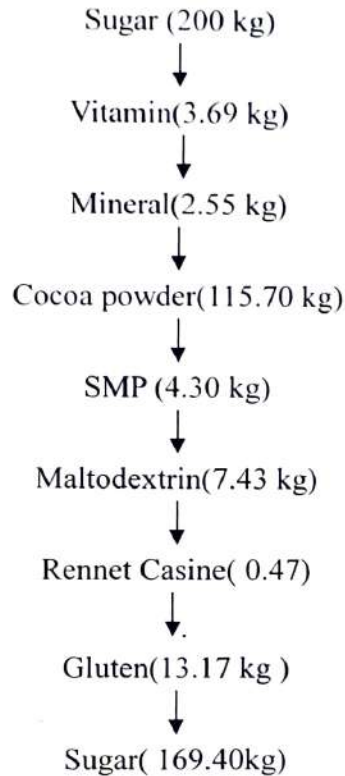 Sugar (200 kg)
Vitamin(3.69 kg)
Mineral(2.55 kg)
Cocoa powder(115.70 kg)
SMP (4.30 kg)
Maltodextrin(7.43 kg)
Rennet Casine( 0.47)
Gluten(13.17 kg )
Sugar( 169.40kg)